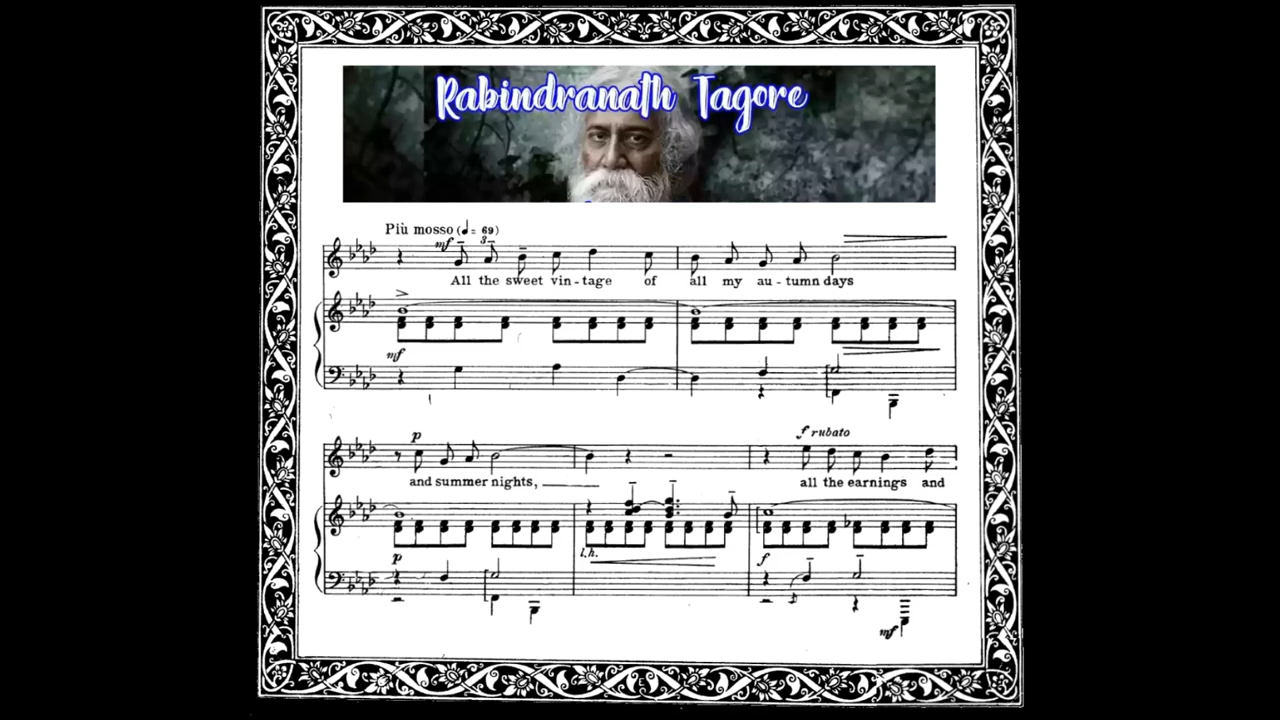 Rabindranath Tagore
Più mosso (♩= 69)
mf 3
All the sweet vin-tage of all my au-tumn days
mf
p
and summer nights,
f rubato
all the earnings and
p
l.h.
f
mf